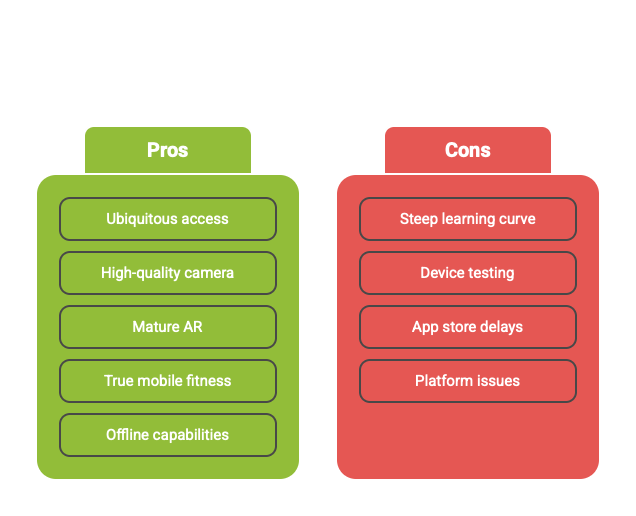 Pros
Ubiquitous access
High-quality camera
Mature AR
True mobile fitness
Offline capabilities
Cons
Steep learning curve
Device testing
App store delays
Platform issues